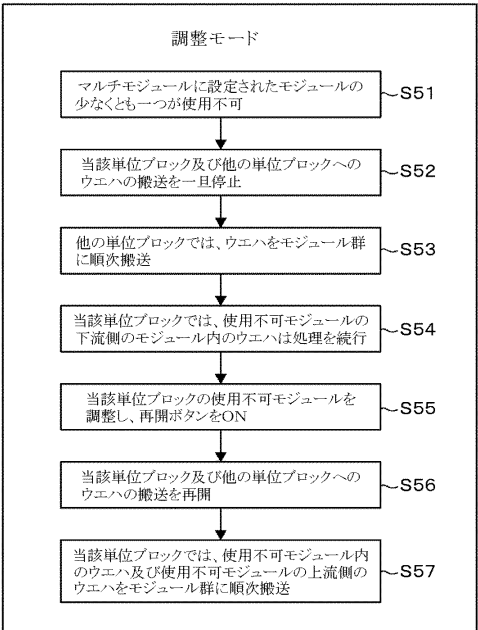 調整モード
マルチモジュールに設定されたモジュールの
少なくとも一つが使用不可
S51
当該単位ブロック及び他の単位ブロックへの
ウエハの搬送を一旦停止
S52
他の単位ブロックでは、ウエハをモジュール群
に順次搬送
S53
当該単位ブロックでは、使用不可モジュールの
下流側のモジュール内のウエハは処理を続行
S54
当該単位ブロックの使用不可モジュールを
調整し、再開ボタンをON
S55
当該単位ブロック及び他の単位ブロックへの
ウエハの搬送を再開
S56
当該単位ブロックでは、使用不可モジュール内
のウエハ及び使用不可モジュールの上流側の
ウエハをモジュール群に順次搬送
S57